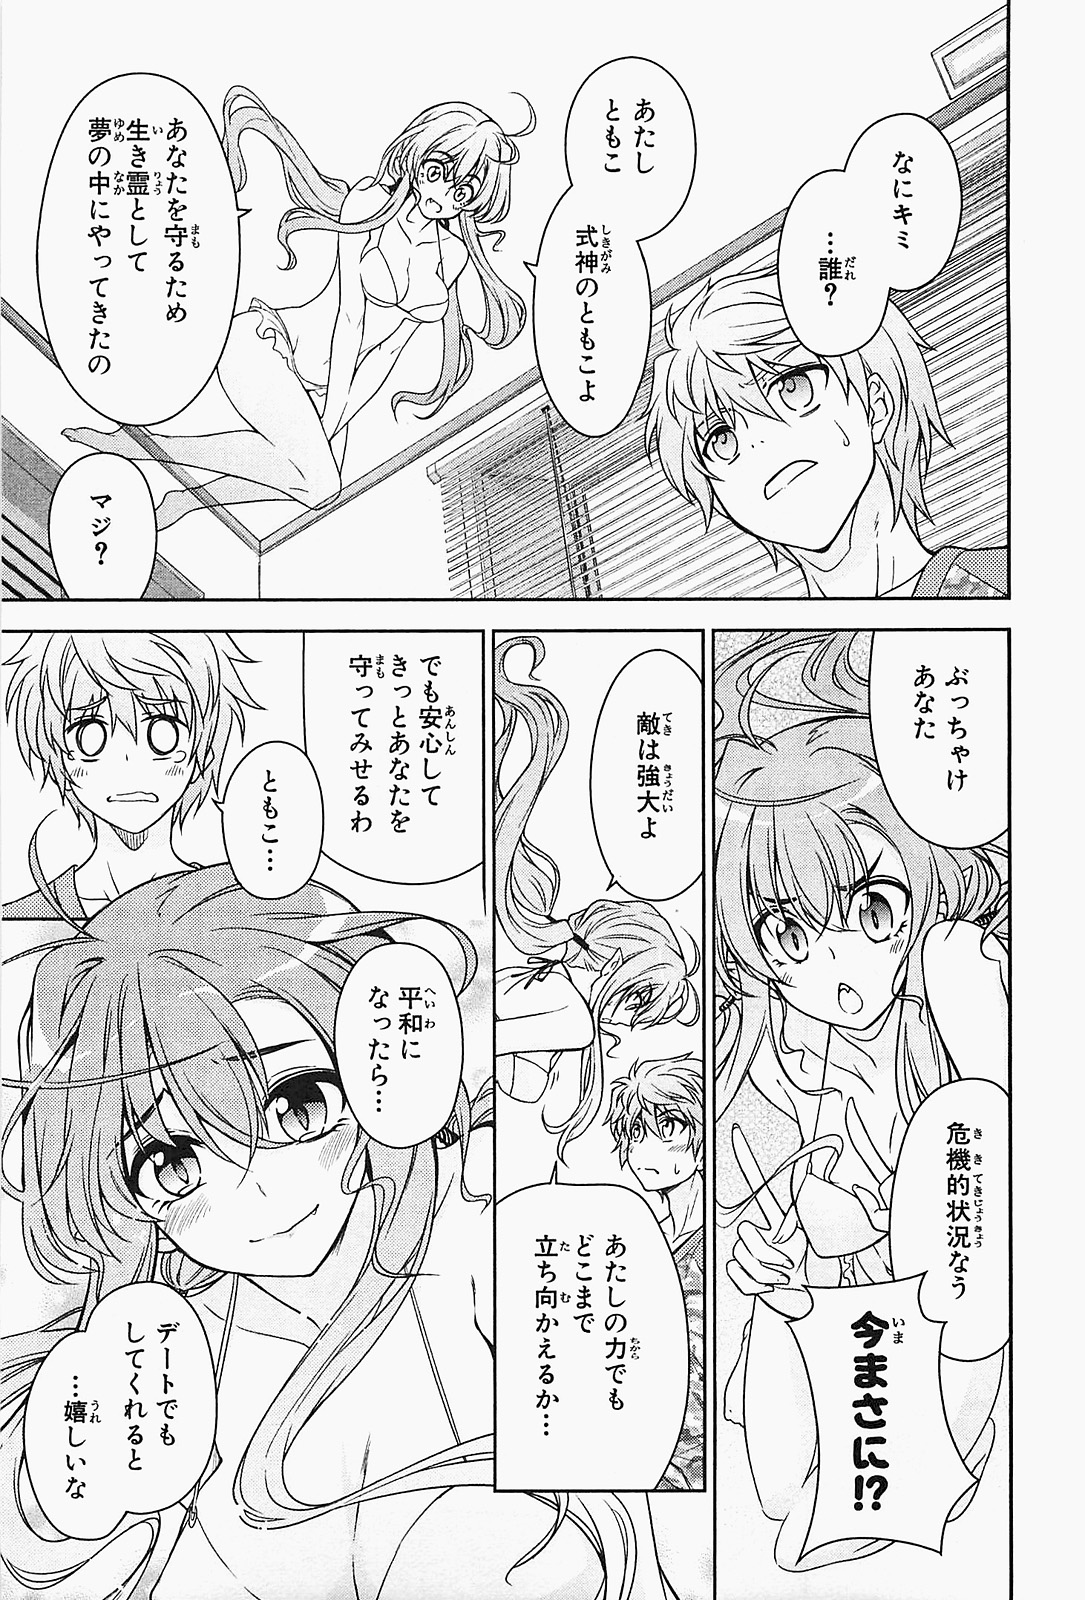 なにキミ
…誰?
あたし
ともこ
式神のともこよ
あなたを守るため
生き霊として
夢の中にやってきたの
マジ?
ぶっちゃけ
あなた
危機的状況なう
今まさに!?
敵は強大よ
あたしの力でも
どこまで
立ち向かえるか…
でも安心して
きっとあなたを
守ってみせるわ
ともこ…
平和に
なったら…
デートでも
してくれると
…嬉しいな